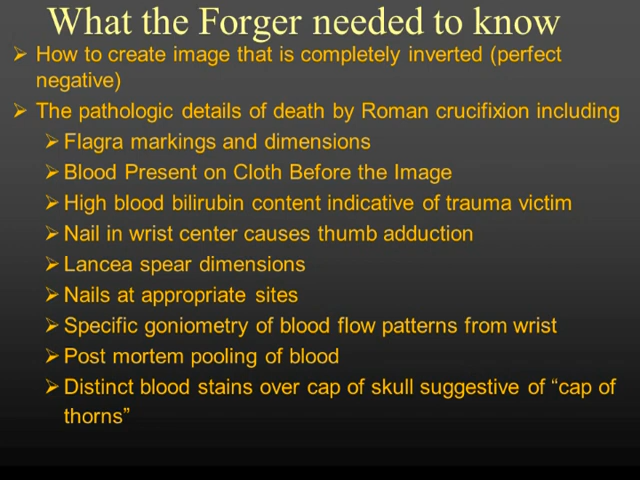 What the Forger needed to know
➢ How to create image that is completely inverted (perfect
negative)
➢ The pathologic details of death by Roman crucifixion including
➢ Flagra markings and dimensions
➢ Blood Present on Cloth Before the Image
➢ High blood bilirubin content indicative of trauma victim
➢ Nail in wrist center causes thumb adduction
➢ Lancea spear dimensions
➢ Nails at appropriate sites
➢ Specific goniometry of blood flow patterns from wrist
➢ Post mortem pooling of blood
➢ Distinct blood stains over cap of skull suggestive of “cap of
thorns”